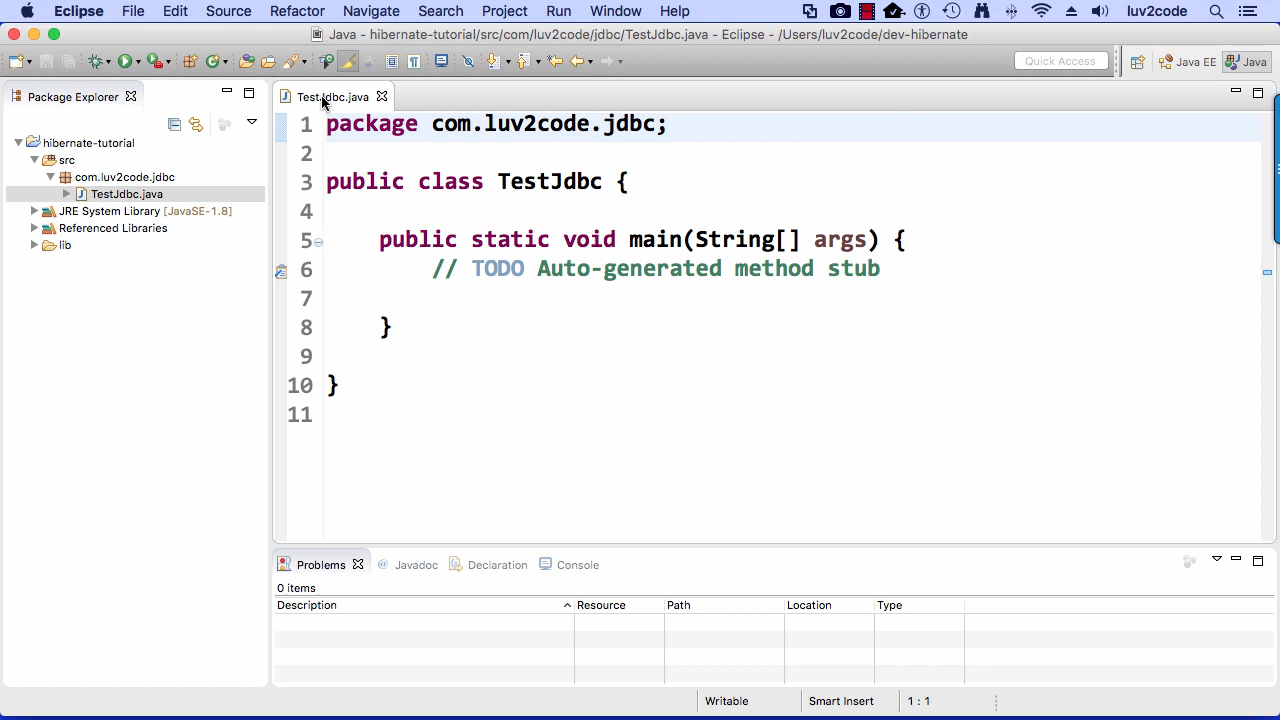 Eclipse File Edit Source Refactor Navigate Search Project Run Window Help luv2code
Java - hibernate-tutorial/src/com/luv2code/jdbc/TestJdbc.java - Eclipse - /Users/luv2code/dev-hibernate
Quick Access Java EE Java
Package Explorer
hibernate-tutorial
src
com.luv2code.jdbc
TestJdbc.java
JRE System Library [JavaSE-1.8]
Referenced Libraries
lib
TestJdbc.java
1 package com.luv2code.jdbc;
2
3 public class TestJdbc {
4
5 public static void main(String[] args) {
6 // TODO Auto-generated method stub
7
8 }
9
10 }
11
Problems @ Javadoc Declaration Console
0 items
Description Resource Path Location Type
Writable Smart Insert 1 : 1